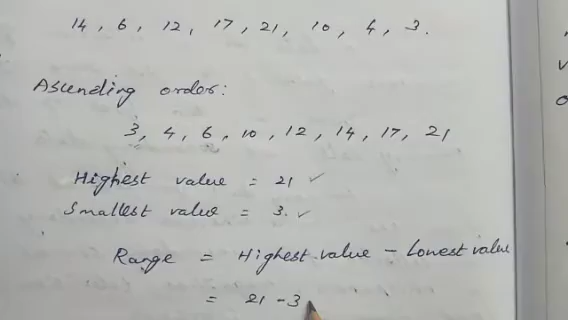 14, 6, 12, 17, 21, 10, 4, 3.
Ascending order:
3, 4, 6, 10, 12, 14, 17, 21
Highest value = 21 ✓
Smallest value = 3. ✓
Range = Highest value - Lowest value
= 21 - 3